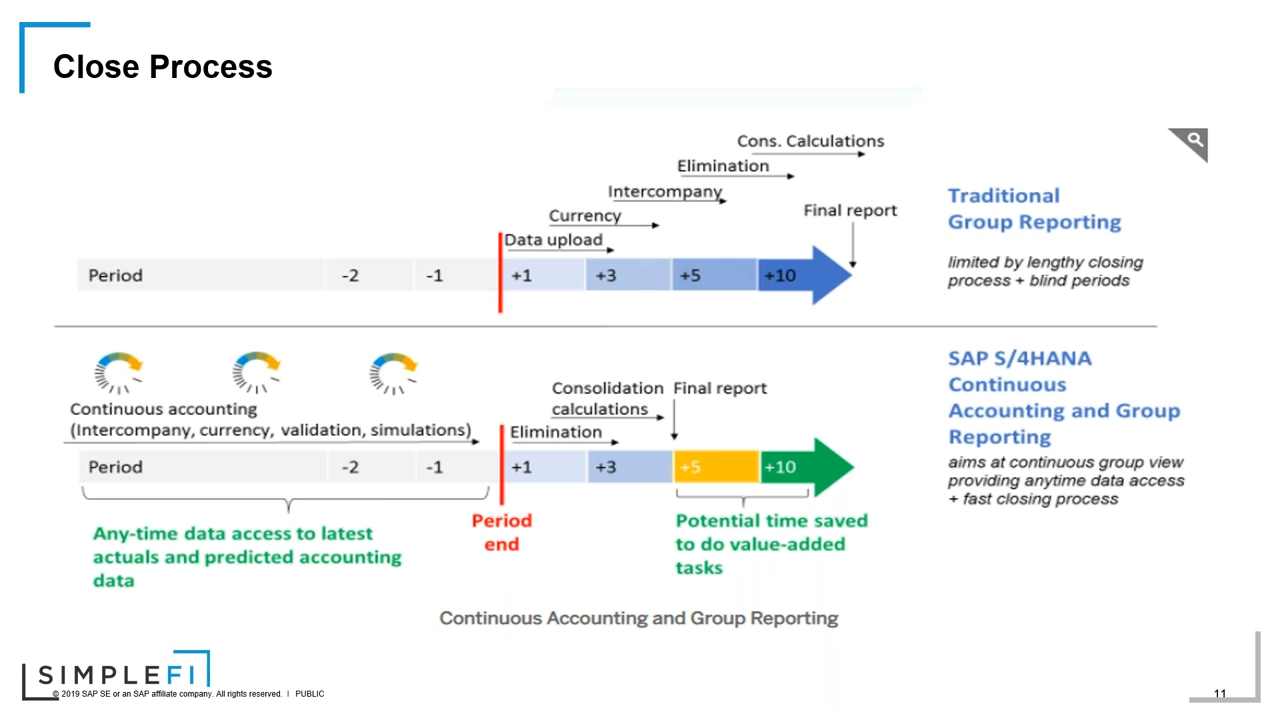 Close Process
Cons. Calculations
Elimination
Intercompany
Currency
Data upload
Final report
Period -2 -1 +1 +3 +5 +10
Traditional
Group Reporting
limited by lengthy closing
process + blind periods
Continuous accounting
(Intercompany, currency, validation, simulations)
Consolidation
calculations
Final report
Elimination
Period -2 -1 +1 +3 +5 +10
Any-time data access to latest
actuals and predicted accounting
data
Period
end
Potential time saved
to do value-added
tasks
SAP S/4HANA
Continuous
Accounting and Group
Reporting
aims at continuous group view
providing anytime data access
+ fast closing process
Continuous Accounting and Group Reporting
SIMPLEFI
© 2019 SAP SE or an SAP affiliate company. All rights reserved. I PUBLIC
11